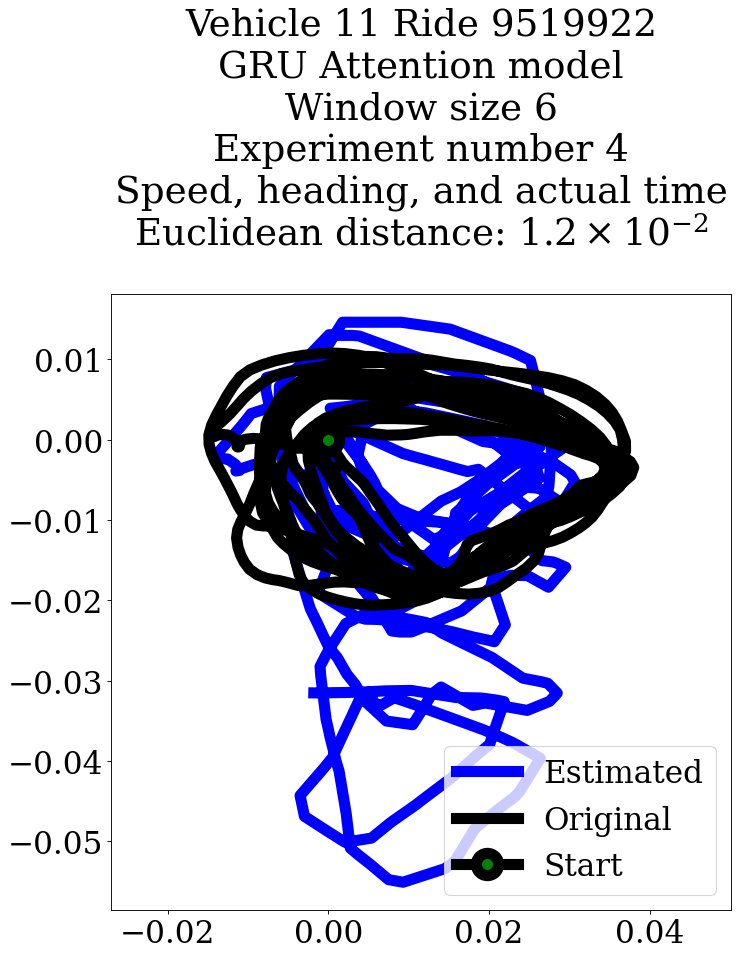 Vehicle 11 Ride 9519922
GRU Attention model
Window size 6
Experiment number 4
Speed, heading, and actual time
Euclidean distance: 1.2 × 10⁻²
0.01
0.00
−0.01
−0.02
−0.03
−0.04
−0.05
Estimated
Original
Start
−0.02 0.00 0.02 0.04